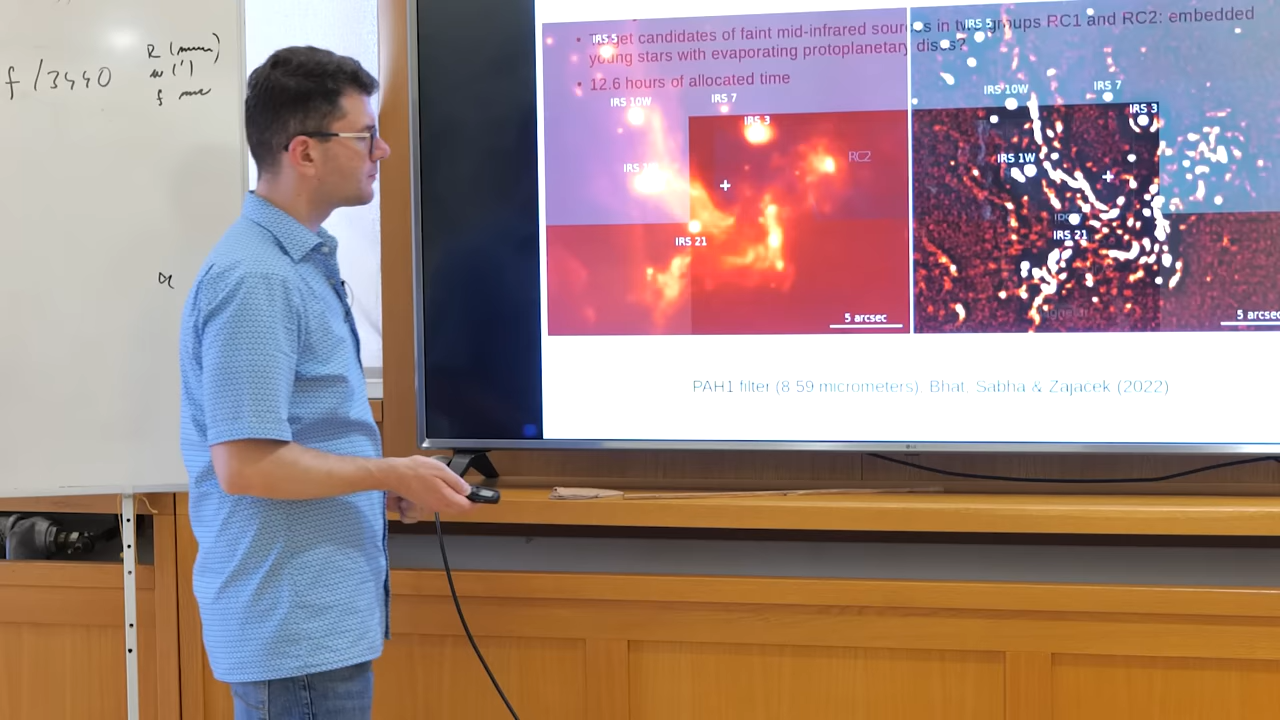 f/3440
R (mm)
w (')
f
α
get candidates of faint mid-infrared sources in two groups RC1 and RC2: embedded
young stars with evaporating protoplanetary discs?
• 12.6 hours of allocated time
IRS 5
IRS 10W
IRS 7
IRS 3
RC2
IRS 21
5 arcsec
IRS 5
IRS 10W
IRS 7
IRS 3
IRS 1W
IRS 21
5 arcsec
PAH1 filter (8.59 micrometers), Bhat, Sabha & Zajacek (2022)
LG